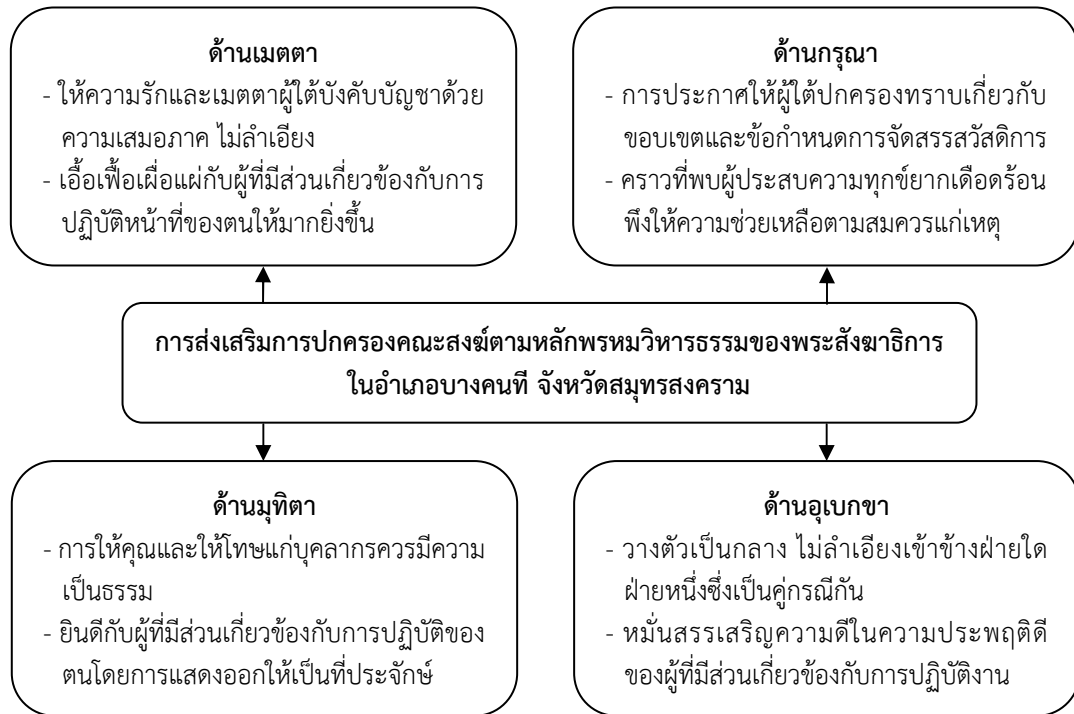 ด้านเมตตา
- ให้ความรักและเมตตาผู้ใต้บังคับบัญชาด้วย
ความเสมอภาค ไม่ลำเอียง
- เอื้อเฟื้อเผื่อแผ่กับผู้ที่มีส่วนเกี่ยวข้องกับการ
ปฏิบัติหน้าที่ของตนให้มากยิ่งขึ้น
ด้านกรุณา
- การประกาศให้ผู้ใต้ปกครองทราบเกี่ยวกับ
ขอบเขตและข้อกำหนดการจัดสรรสวัสดิการ
- คราวที่พบผู้ประสบความทุกข์ยากเดือดร้อน
พึงให้ความช่วยเหลือตามสมควรแก่เหตุ
การส่งเสริมการปกครองคณะสงฆ์ตามหลักพรหมวิหารธรรมของพระสังฆาธิการ
ในอำเภอบางคนที จังหวัดสมุทรสงคราม
ด้านมุทิตา
- การให้คุณและให้โทษแก่บุคลากรควรมีความ
เป็นธรรม
- ยินดีกับผู้ที่มีส่วนเกี่ยวข้องกับการปฏิบัติของ
ตนโดยการแสดงออกให้เป็นที่ประจักษ์
ด้านอุเบกขา
- วางตัวเป็นกลาง ไม่ลำเอียงเข้าข้างฝ่ายใด
ฝ่ายหนึ่งซึ่งเป็นคู่กรณีกัน
- หมั่นสรรเสริญความดีในความประพฤติดี
ของผู้ที่มีส่วนเกี่ยวข้องกับการปฏิบัติงาน